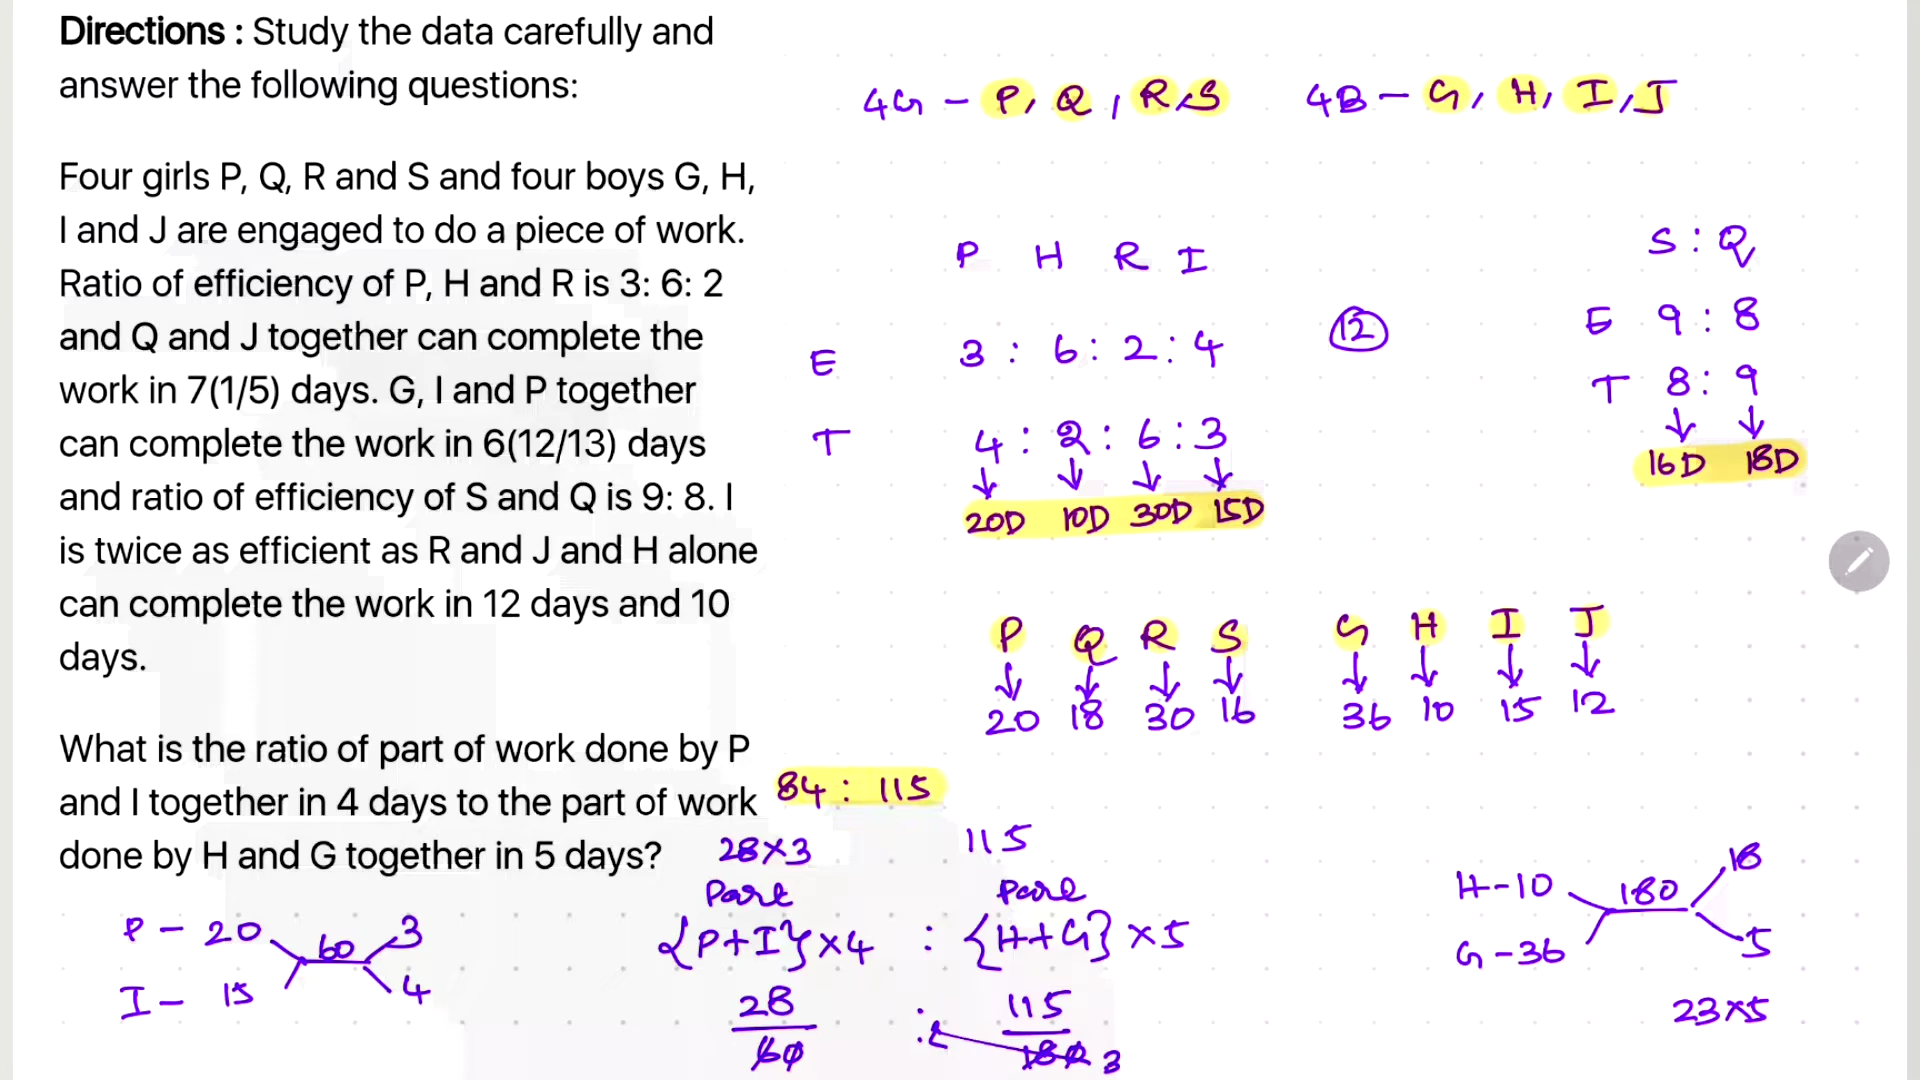 Directions : Study the data carefully and
answer the following questions:
Four girls P, Q, R and S and four boys G, H,
I and J are engaged to do a piece of work.
Ratio of efficiency of P, H and R is 3: 6: 2
and Q and J together can complete the
work in 7(1/5) days. G, I and P together
can complete the work in 6(12/13) days
and ratio of efficiency of S and Q is 9: 8. I
is twice as efficient as R and J and H alone
can complete the work in 12 days and 10
days.
What is the ratio of part of work done by P
and I together in 4 days to the part of work
done by H and G together in 5 days?
4G - P, Q, R, S 4B - G, H, I, J
P H R I
E 3 : 6 : 2 : 4
T 4 : 2 : 6 : 3
20D 10D 30D 15D
12
S : Q
E 9 : 8
T 8 : 9
16D 18D
P Q R S G H I J
20 18 30 16 36 10 15 12
84 : 115
28×3 115
Part Part
{P+I}×4 : {H+G}×5
28 : 115
60 180 3
P - 20 60 3
I - 15 4
H-10 180 18
G-36 5
23×5